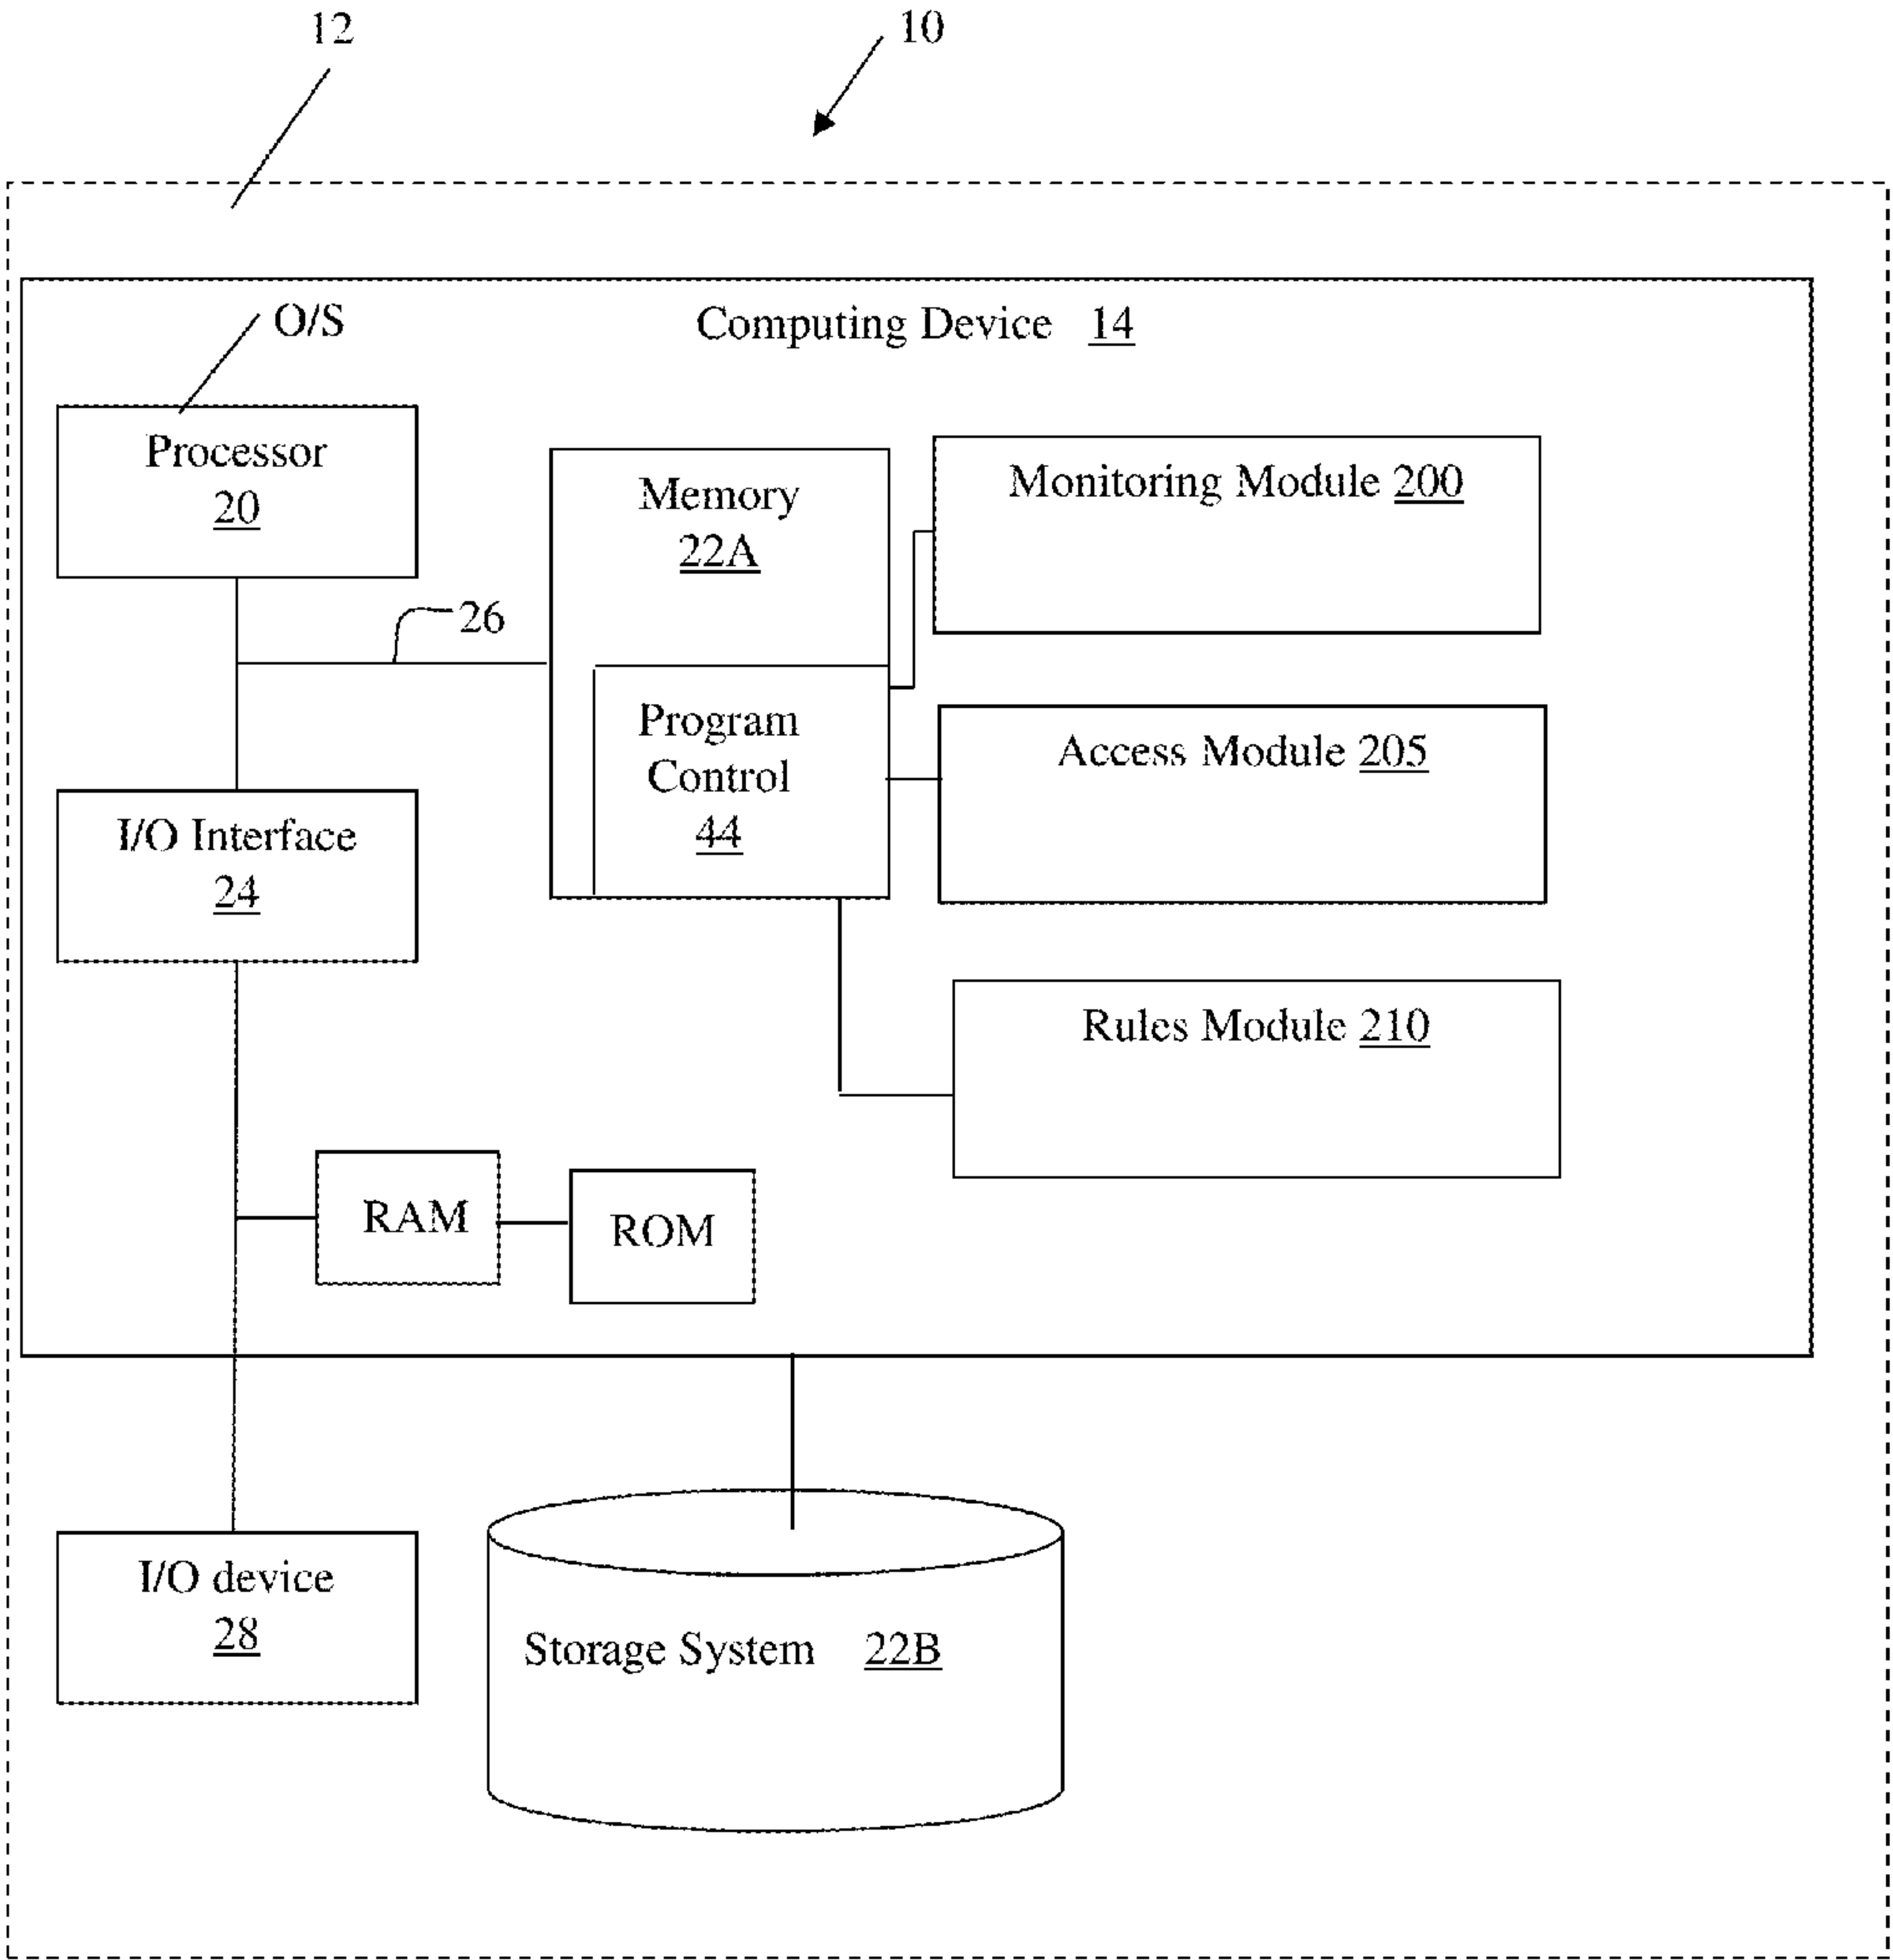 12
10
O/S
Computing Device 14
Processor
20
Memory
22A
Monitoring Module 200
26
Program
Control
44
Access Module 205
I/O Interface
24
Rules Module 210
RAM
ROM
I/O device
28
Storage System 22B